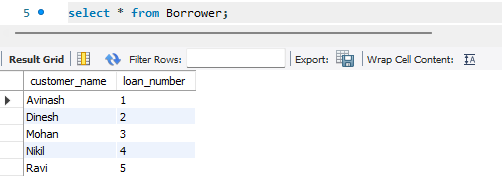 5 select * from Borrower;
Result Grid Filter Rows: Export: Wrap Cell Content:
customer_name loan_number
Avinash 1
Dinesh 2
Mohan 3
Nikil 4
Ravi 5